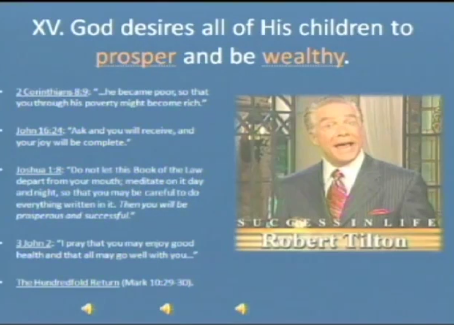 XV. God desires all of His children to
prosper and be wealthy.
2 Corinthians 8:9: "...he became poor, so that
you through his poverty might become rich."
John 16:24: "Ask and you will receive, and
your joy will be complete."
Joshua 1:8: "Do not let this Book of the Law
depart from your mouth; meditate on it day
and night, so that you may be careful to do
everything written in it. Then you will be
prosperous and successful."
3 John 2: "I pray that you may enjoy good
health and that all may go well with you..."
The Hundredfold Return (Mark 10:29-30).
SUCCESS IN LIFE
Robert Tilton